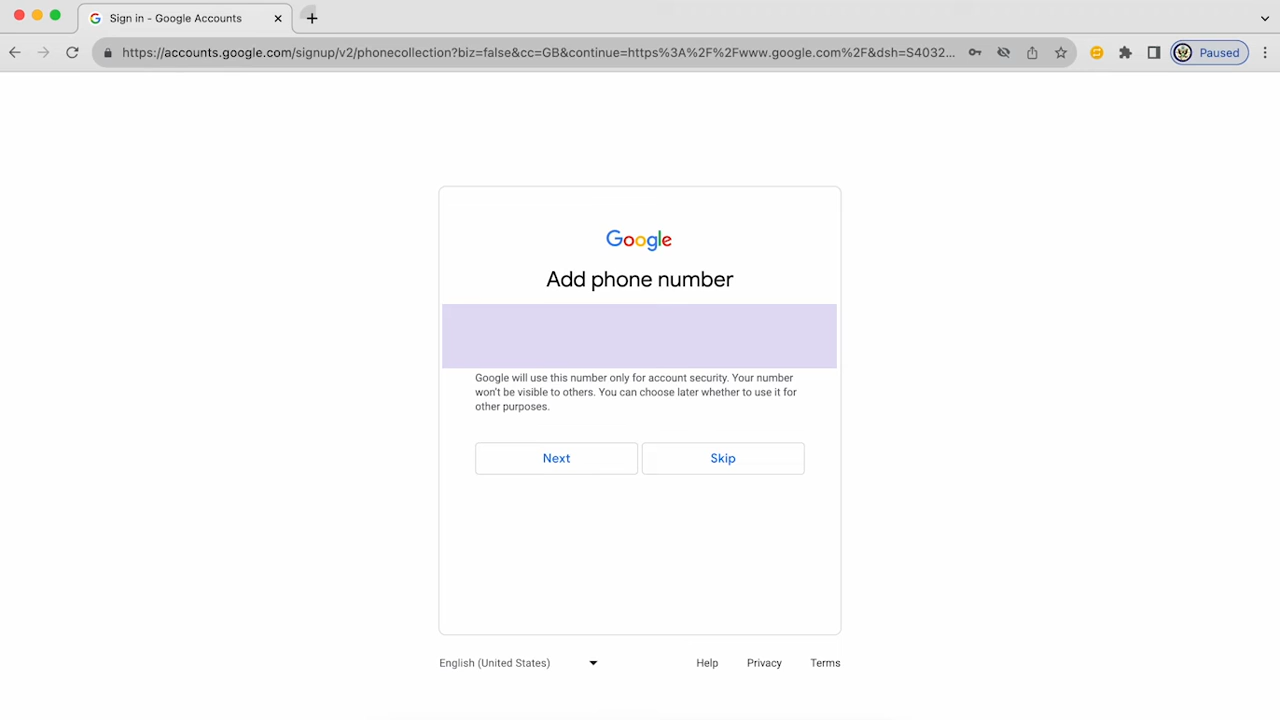 Sign in - Google Accounts
https://accounts.google.com/signup/v2/phonecollection?biz=false&cc=GB&continue=https%3A%2F%2Fwww.google.com%2F&dsh=S4032...
Paused
Google
Add phone number
Google will use this number only for account security. Your number
won't be visible to others. You can choose later whether to use it for
other purposes.
Next
Skip
English (United States)
Help
Privacy
Terms